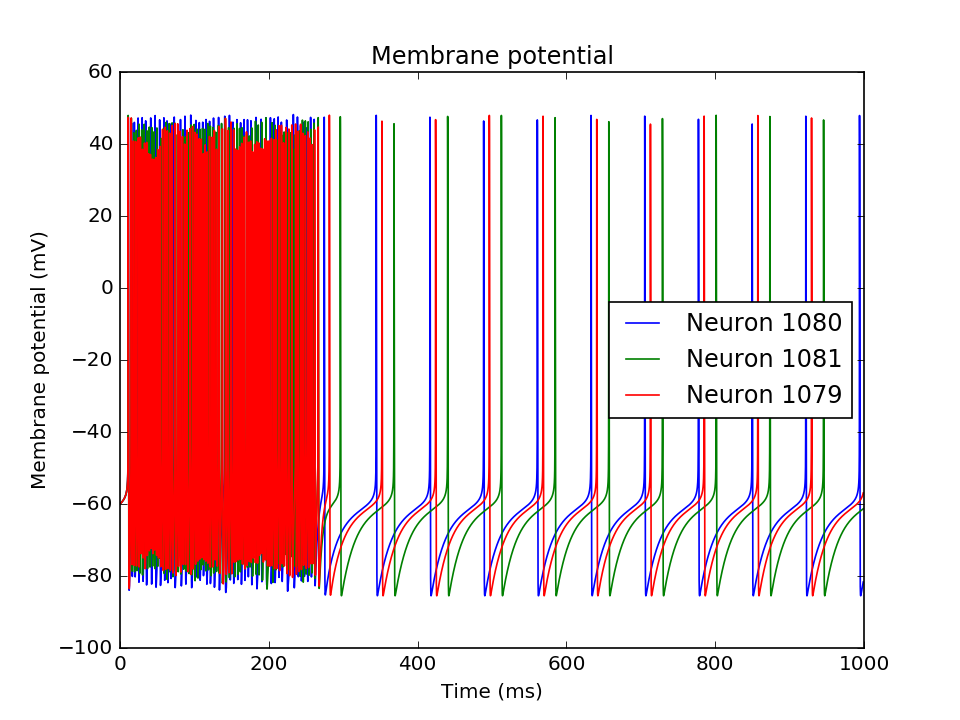 Membrane potential
Membrane potential (mV)
60
40
20
0
−20
−40
−60
−80
−100
Neuron 1080
Neuron 1081
Neuron 1079
0 200 400 600 800 1000
Time (ms)